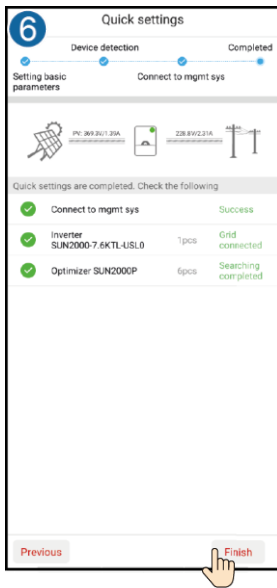 6
Quick settings
Device detection
Completed
Setting basic
parameters
Connect to mgmt sys
PV: 369.3V/1.39A
228.8V/2.31A
Quick settings are completed. Check the following
Connect to mgmt sys
Success
Inverter
SUN2000-7.6KTL-USL0
1pcs
Grid
connected
Optimizer SUN2000P
6pcs
Searching
completed
Previous
Finish